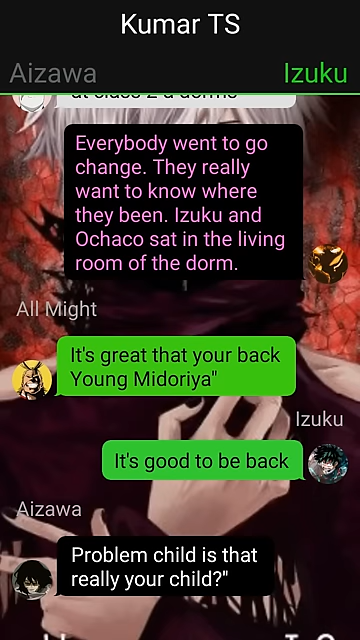 Kumar TS
Aizawa Izuku
Everybody went to go
change. They really
want to know where
they been. Izuku and
Ochaco sat in the living
room of the dorm.
All Might
It's great that your back
Young Midoriya"
Izuku
It's good to be back
Aizawa
Problem child is that
really your child?"